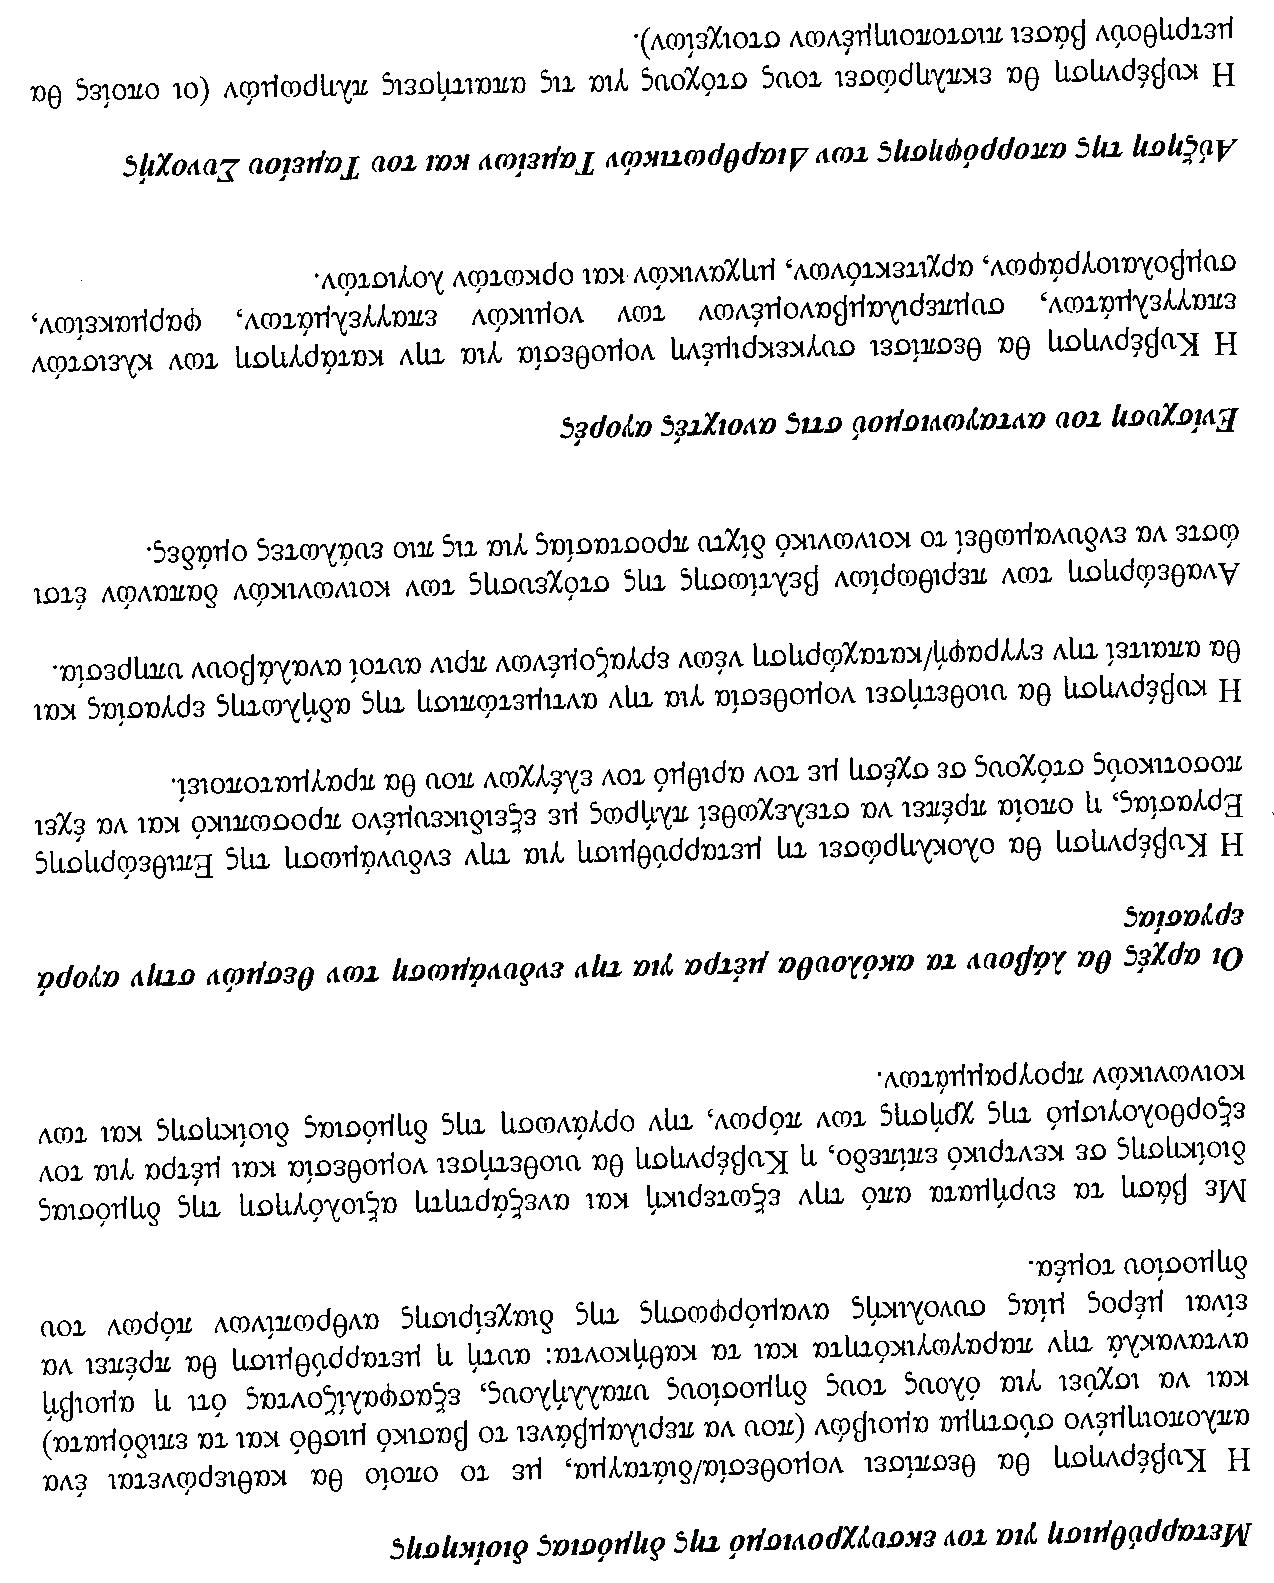 Μεταρρύθμιση για τον εκσυγχρονισμό της δημόσιας διοίκησης
Η Κυβέρνηση θα θεσπίσει νομοθεσία/διάταγμα, με το οποίο θα καθιερώνεται ένα
απλοποιημένο σύστημα αμοιβών (που να περιλαμβάνει το βασικό μισθό και τα επιδόματα)
και να ισχύει για όλους τους δημοσίους υπαλλήλους, εξασφαλίζοντας ότι η αμοιβή
αντανακλά την παραγωγικότητα και τα καθήκοντα: αυτή η μεταρρύθμιση θα πρέπει να
είναι μέρος μίας συνολικής αναμόρφωσης της διαχείρισης ανθρωπίνων πόρων του
δημοσίου τομέα.
Με βάση τα ευρήματα από την εξωτερική και ανεξάρτητη αξιολόγηση της δημόσιας
διοίκησης σε κεντρικό επίπεδο, η Κυβέρνηση θα υιοθετήσει νομοθεσία και μέτρα για τον
εξορθολογισμό της χρήσης των πόρων, την οργάνωση της δημόσιας διοίκησης και των
κοινωνικών προγραμμάτων.
Οι αρχές θα λάβουν τα ακόλουθα μέτρα για την ενδυνάμωση των θεσμών στην αγορά
εργασίας
Η Κυβέρνηση θα ολοκληρώσει τη μεταρρύθμιση για την ενδυνάμωση της Επιθεώρησης
Εργασίας, η οποία πρέπει να στελεχωθεί πλήρως με εξειδικευμένο προσωπικό και να έχει
ποσοτικούς στόχους σε σχέση με τον αριθμό τον ελέγχων που θα πραγματοποιεί.
Η κυβέρνηση θα υιοθετήσει νομοθεσία για την αντιμετώπιση της αδήλωτης εργασίας και
θα απαιτεί την εγγραφή/καταχώρηση νέων εργαζομένων πριν αυτοί αναλάβουν υπηρεσία.
Αναθεώρηση των περιθωρίων βελτίωσης της στόχευσης των κοινωνικών δαπανών έτσι
ώστε να ενδυναμωθεί το κοινωνικό δίχτυ προστασίας για τις πιο ευάλωτες ομάδες.
Ενίσχυση του ανταγωνισμού στις ανοιχτές αγορές
Η Κυβέρνηση θα θεσπίσει συγκεκριμένη νομοθεσία για την κατάργηση των κλειστών
επαγγελμάτων, συμπεριλαμβανομένων των νομικών επαγγελμάτων, φαρμακείων,
συμβολαιογράφων, αρχιτεκτόνων, μηχανικών και ορκωτών λογιστών.
Αύξηση της απορρόφησης των Διαρθρωτικών Ταμείων και του Ταμείου Συνοχής
Η κυβέρνηση θα εκπληρώσει τους στόχους για τις απαιτήσεις πληρωμών (οι οποίες θα
μετρηθούν βάσει πιστοποιημένων στοιχείων).